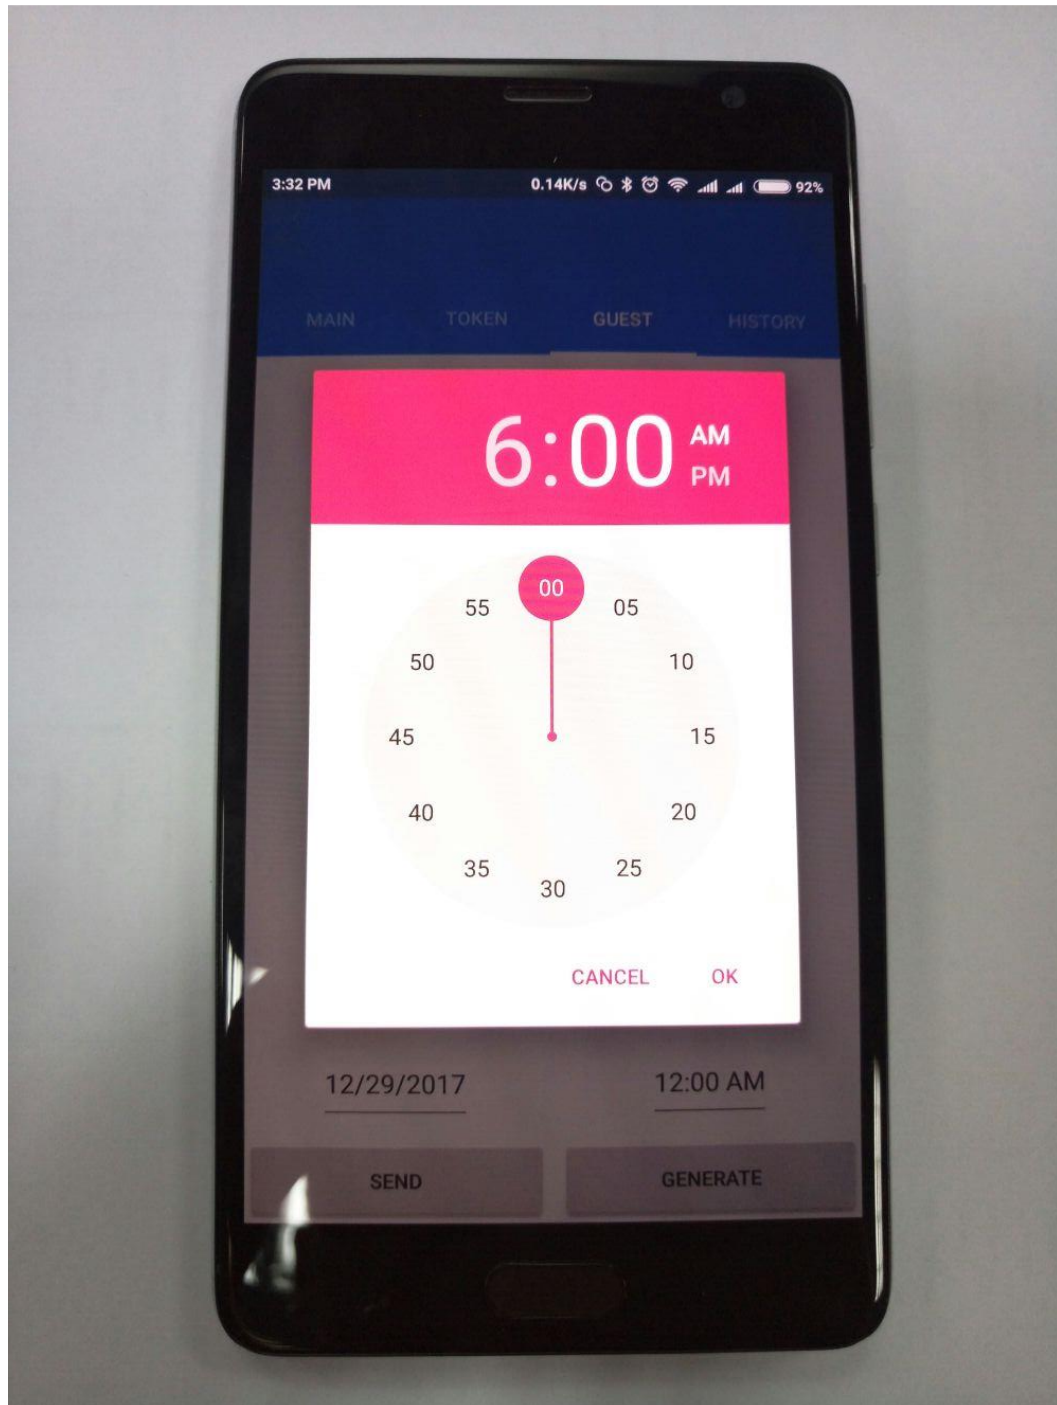 3:32 PM 0.14K/s 92%
MAIN TOKEN GUEST HISTORY
6:00 AM
PM
00
55 05
50 10
45 15
40 20
35 25
30
CANCEL OK
12/29/2017 12:00 AM
SEND GENERATE